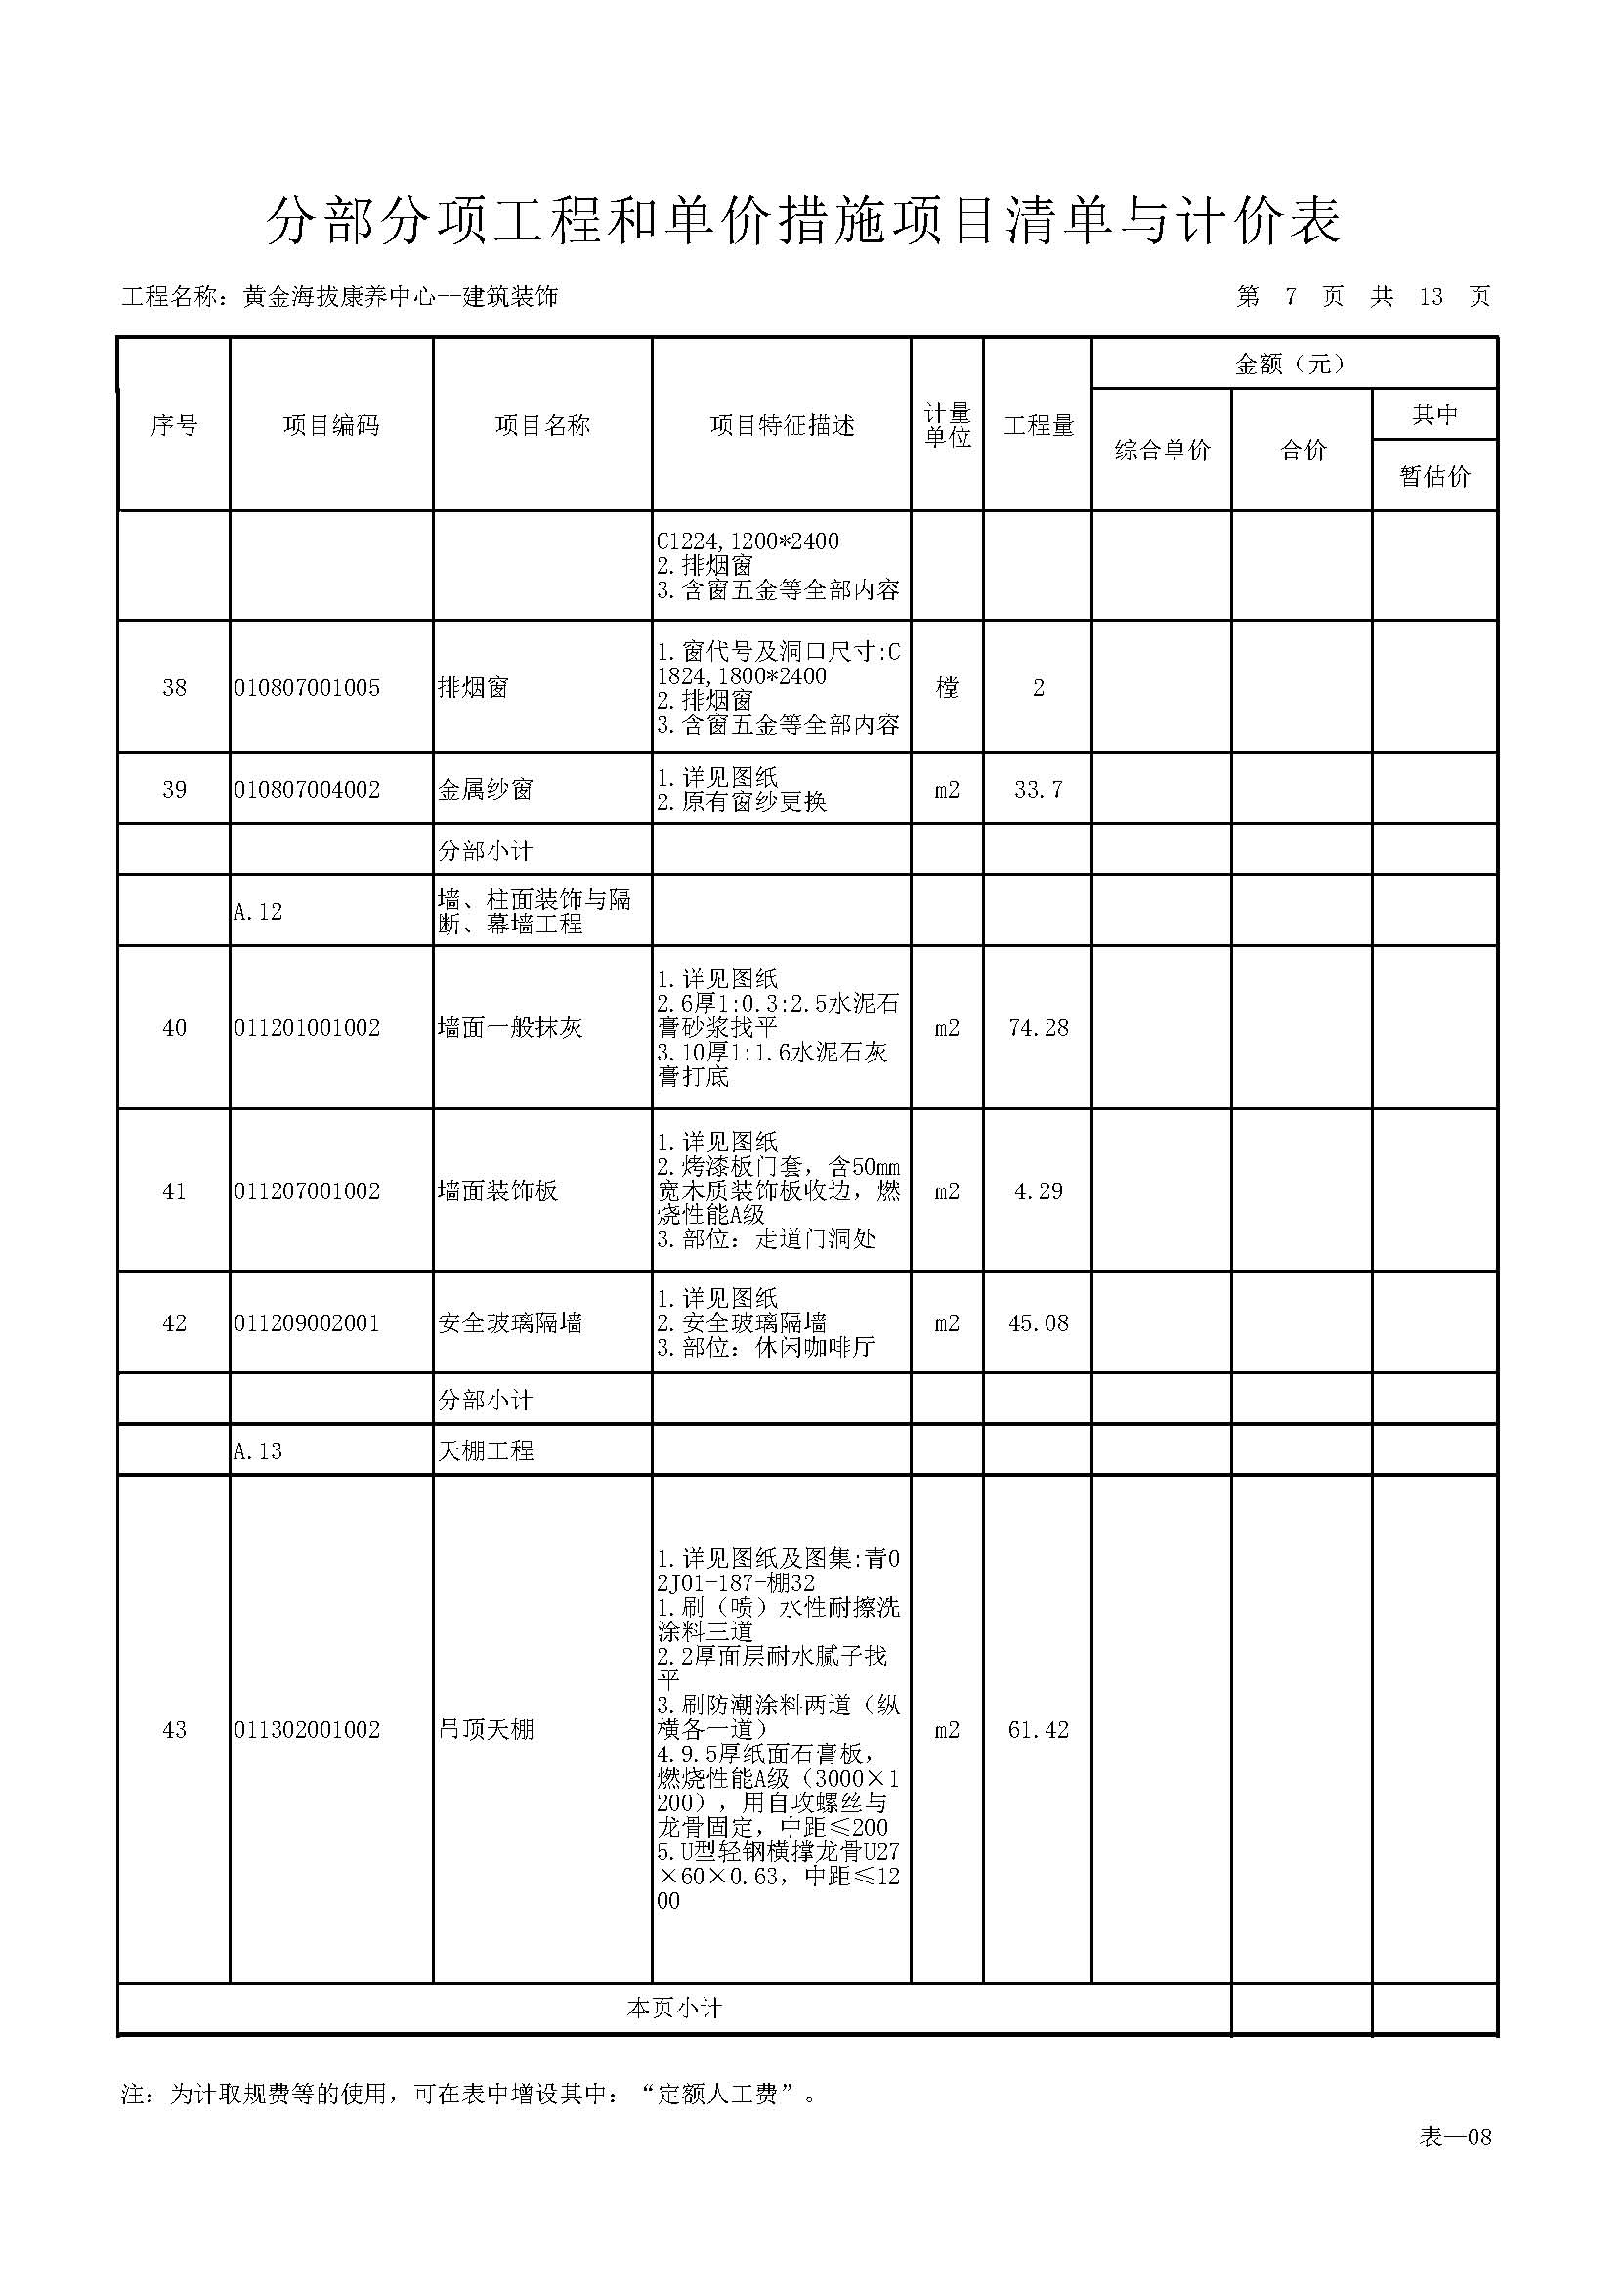 分部分项工程和单价措施项目清单与计价表
工程名称：黄金海拔康养中心--建筑装饰
第 7 页 共 13 页
序号
项目编码
项目名称
项目特征描述
计量
单位
工程量
金额（元）
综合单价
合价
其中
暂估价
C1224,1200*2400
2.排烟窗
3.含窗五金等全部内容
38
010807001005
排烟窗
1.窗代号及洞口尺寸:C
1824,1800*2400
2.排烟窗
3.含窗五金等全部内容
樘
2
39
010807004002
金属纱窗
1.详见图纸
2.原有窗纱更换
m2
33.7
分部小计
A.12
墙、柱面装饰与隔
断、幕墙工程
40
011201001002
墙面一般抹灰
1.详见图纸
2.6厚1:0.3:2.5水泥石
膏砂浆找平
3.10厚1:1.6水泥石灰
膏打底
m2
74.28
41
011207001002
墙面装饰板
1.详见图纸
2.烤漆板门套，含50mm
宽木质装饰板收边，燃
烧性能A级
3.部位：走道门洞处
m2
4.29
42
011209002001
安全玻璃隔墙
1.详见图纸
2.安全玻璃隔墙
3.部位：休闲咖啡厅
m2
45.08
分部小计
A.13
天棚工程
43
011302001002
吊顶天棚
1.详见图纸及图集:青0
2J01-187-棚32
1.刷（喷）水性耐擦洗
涂料三道
2.2厚面层耐水腻子找
平
3.刷防潮涂料两道（纵
横各一道）
4.9.5厚纸面石膏板，
燃烧性能A级（3000×1
200），用自攻螺丝与
龙骨固定，中距≤200
5.U型轻钢横撑龙骨U27
×60×0.63，中距≤12
00
m2
61.42
本页小计
注：为计取规费等的使用，可在表中增设其中：“定额人工费”。
表—08